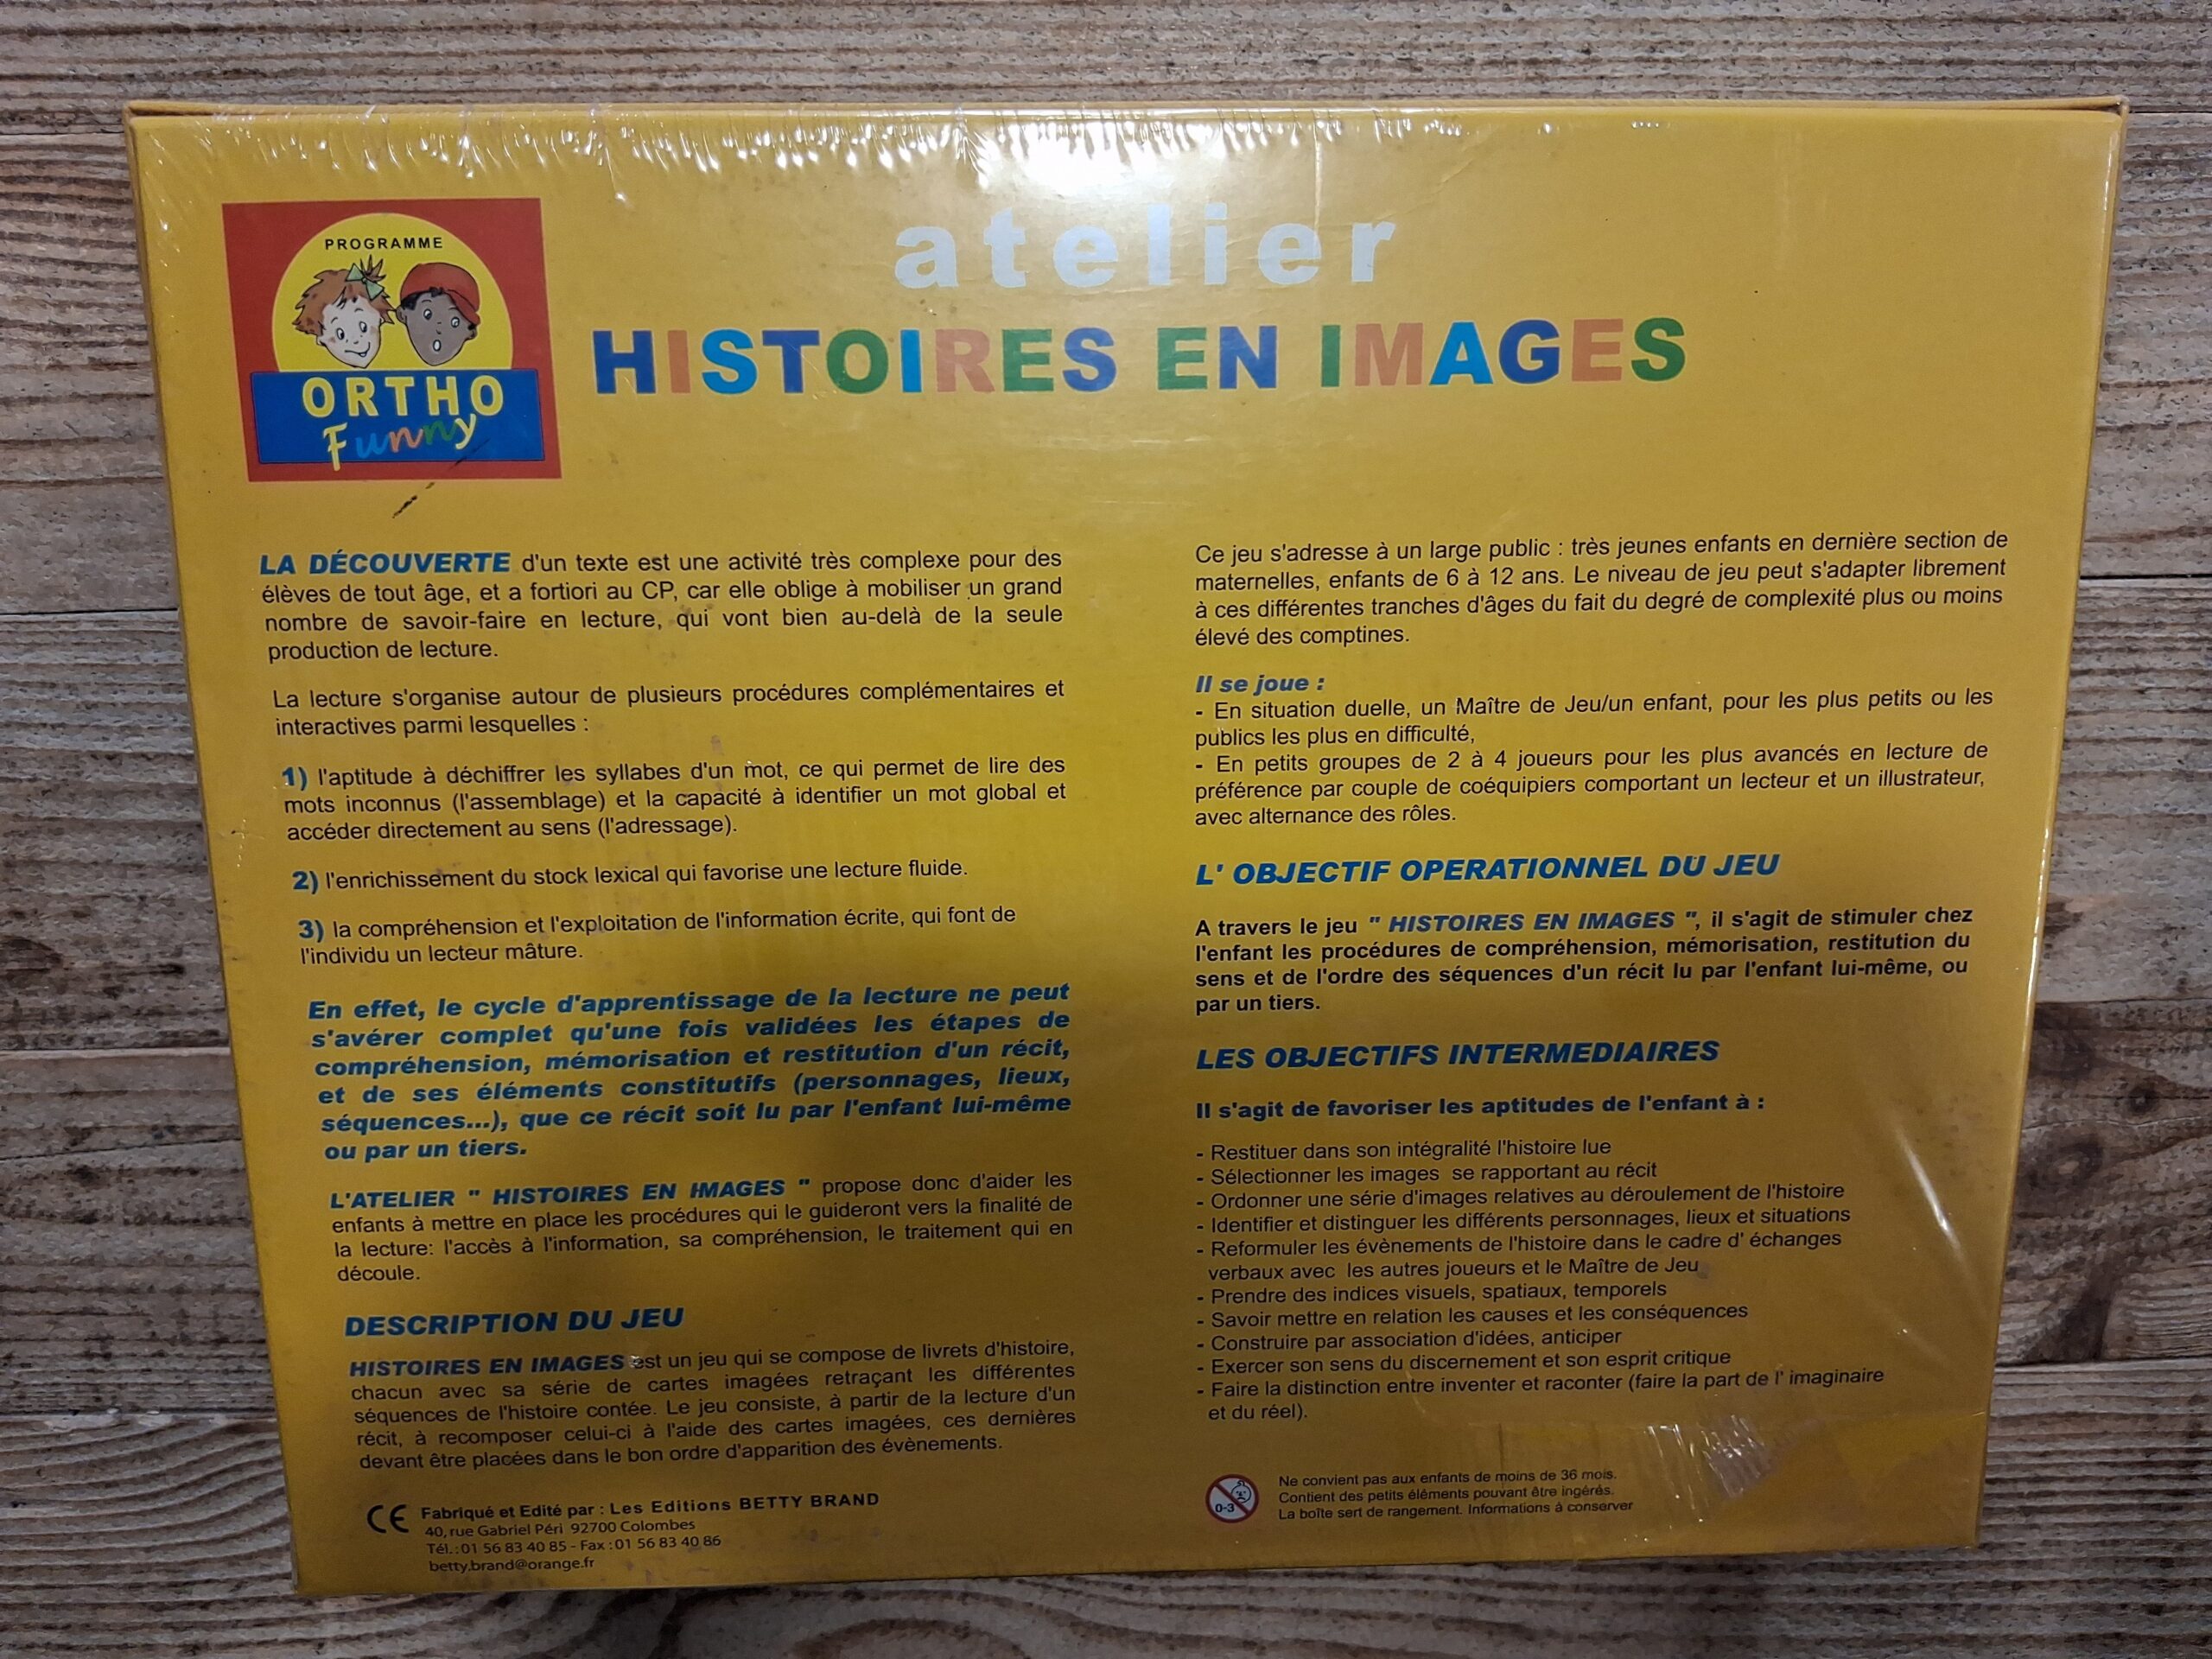 PROGRAMME
ORTHO
Funny
atelier
HISTOIRES EN IMAGES
LA DÉCOUVERTE d'un texte est une activité très complexe pour des
élèves de tout âge, et a fortiori au CP, car elle oblige à mobiliser un grand
nombre de savoir-faire en lecture, qui vont bien au-delà de la seule
production de lecture.
La lecture s'organise autour de plusieurs procédures complémentaires et
interactives parmi lesquelles :
1) l'aptitude à déchiffrer les syllabes d'un mot, ce qui permet de lire des
mots inconnus (l'assemblage) et la capacité à identifier un mot global et
accéder directement au sens (l'adressage).
2) l'enrichissement du stock lexical qui favorise une lecture fluide.
3) la compréhension et l'exploitation de l'information écrite, qui font de
l'individu un lecteur mâture.
En effet, le cycle d'apprentissage de la lecture ne peut
s'avérer complet qu'une fois validées les étapes de
compréhension, mémorisation et restitution d'un récit,
et de ses éléments constitutifs (personnages, lieux,
séquences...), que ce récit soit lu par l'enfant lui-même
ou par un tiers.
L'ATELIER " HISTOIRES EN IMAGES " propose donc d'aider les
enfants à mettre en place les procédures qui le guideront vers la finalité de
la lecture: l'accès à l'information, sa compréhension, le traitement qui en
découle.
DESCRIPTION DU JEU
HISTOIRES EN IMAGES est un jeu qui se compose de livrets d'histoire,
chacun avec sa série de cartes imagées retraçant les différentes
séquences de l'histoire contée. Le jeu consiste, à partir de la lecture d'un
récit, à recomposer celui-ci à l'aide des cartes imagées, ces dernières
devant être placées dans le bon ordre d'apparition des évènements.
CE Fabriqué et Edité par : Les Editions BETTY BRAND
40, rue Gabriel Péri 92700 Colombes
Tél.: 01 56 83 40 85 - Fax : 01 56 83 40 86
betty.brand@orange.fr
Ce jeu s'adresse à un large public : très jeunes enfants en dernière section de
maternelles, enfants de 6 à 12 ans. Le niveau de jeu peut s'adapter librement
à ces différentes tranches d'âges du fait du degré de complexité plus ou moins
élevé des comptines.
Il se joue :
- En situation duelle, un Maître de Jeu/un enfant, pour les plus petits ou les
publics les plus en difficulté,
- En petits groupes de 2 à 4 joueurs pour les plus avancés en lecture de
préférence par couple de coéquipiers comportant un lecteur et un illustrateur,
avec alternance des rôles.
L' OBJECTIF OPERATIONNEL DU JEU
A travers le jeu " HISTOIRES EN IMAGES ", il s'agit de stimuler chez
l'enfant les procédures de compréhension, mémorisation, restitution du
sens et de l'ordre des séquences d'un récit lu par l'enfant lui-même, ou
par un tiers.
LES OBJECTIFS INTERMEDIAIRES
Il s'agit de favoriser les aptitudes de l'enfant à :
- Restituer dans son intégralité l'histoire lue
- Sélectionner les images se rapportant au récit
- Ordonner une série d'images relatives au déroulement de l'histoire
- Identifier et distinguer les différents personnages, lieux et situations
- Reformuler les évènements de l'histoire dans le cadre d' échanges
verbaux avec les autres joueurs et le Maître de Jeu
- Prendre des indices visuels, spatiaux, temporels
- Savoir mettre en relation les causes et les conséquences
- Construire par association d'idées, anticiper
- Exercer son sens du discernement et son esprit critique
- Faire la distinction entre inventer et raconter (faire la part de l' imaginaire
et du réel).
0-3
Ne convient pas aux enfants de moins de 36 mois.
Contient des petits éléments pouvant être ingérés.
La boîte sert de rangement. Informations à conserver